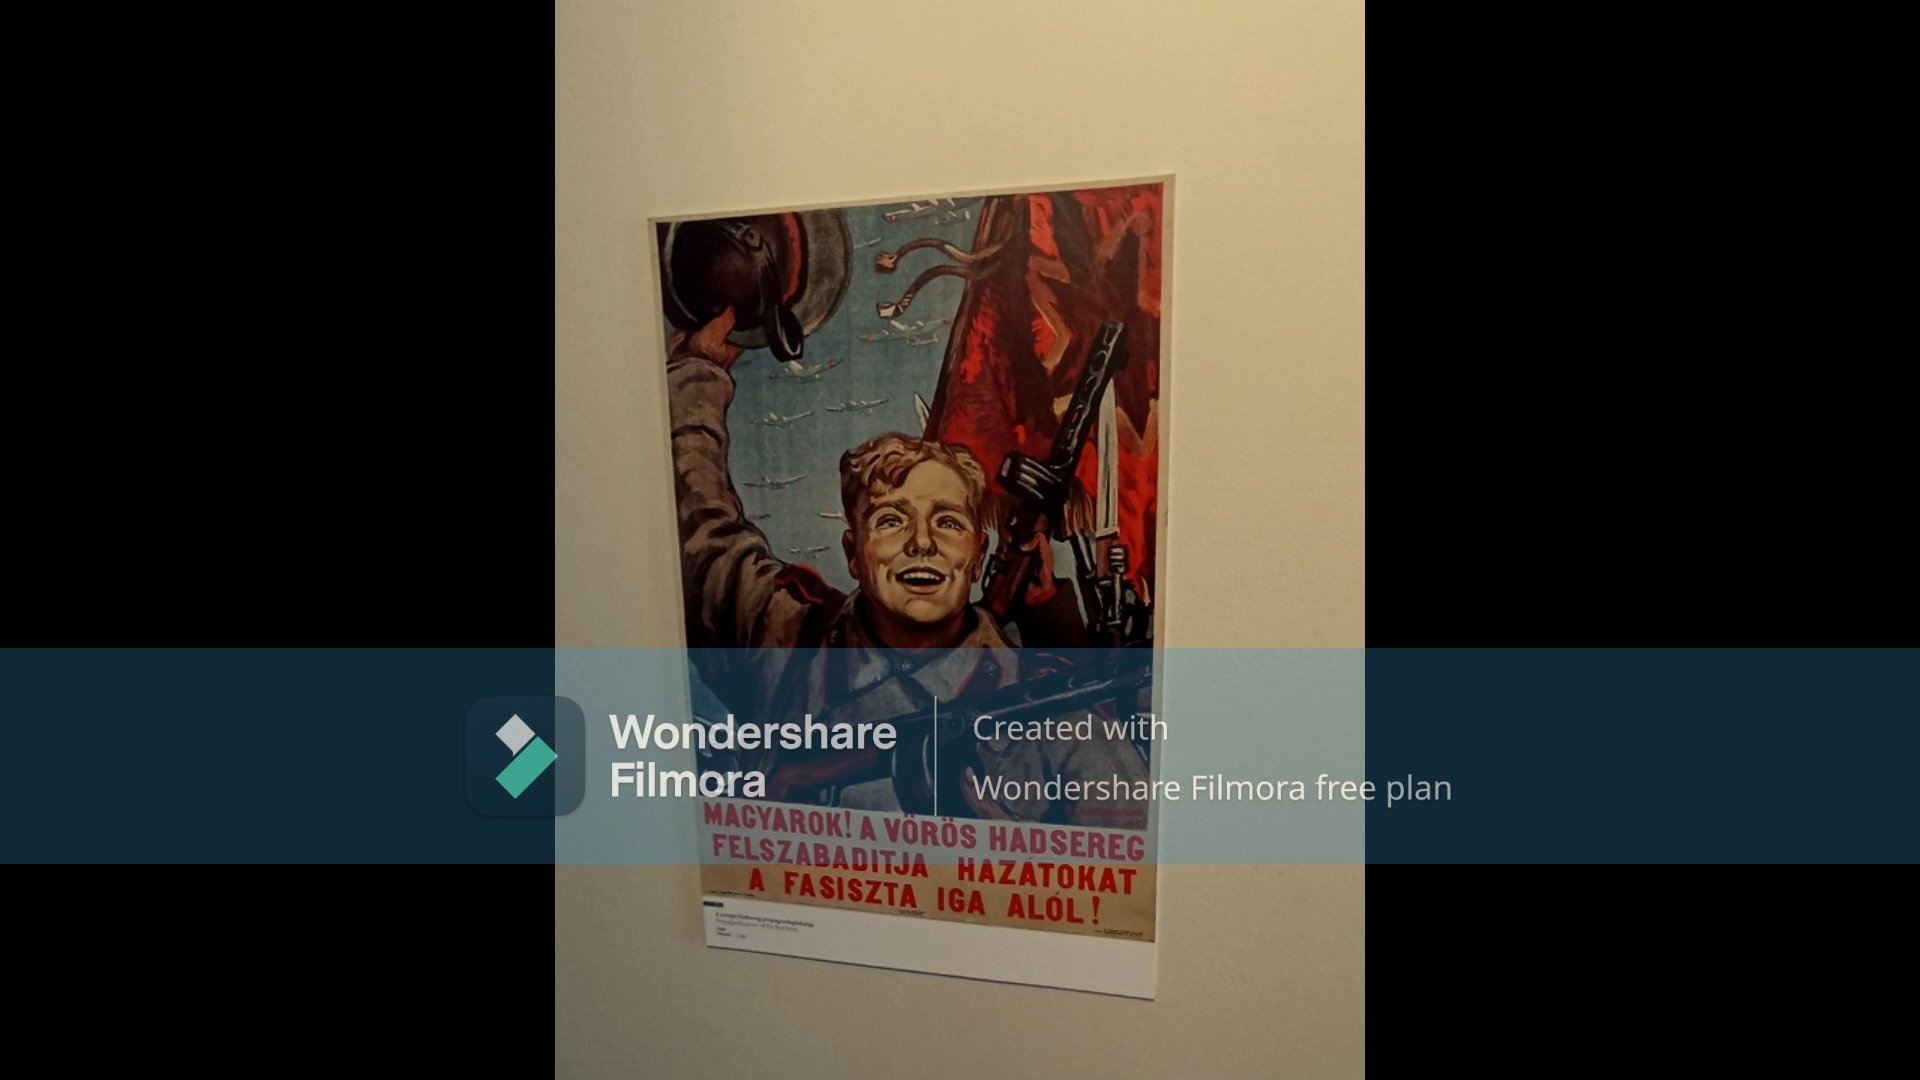 Wondershare
Filmora
Created with
Wondershare Filmora free plan
MAGYAROK! A VÖRÖS HADSEREG
FELSZABADITJA HAZÁTOKAT
A FASISZTA IGA ALÓL!